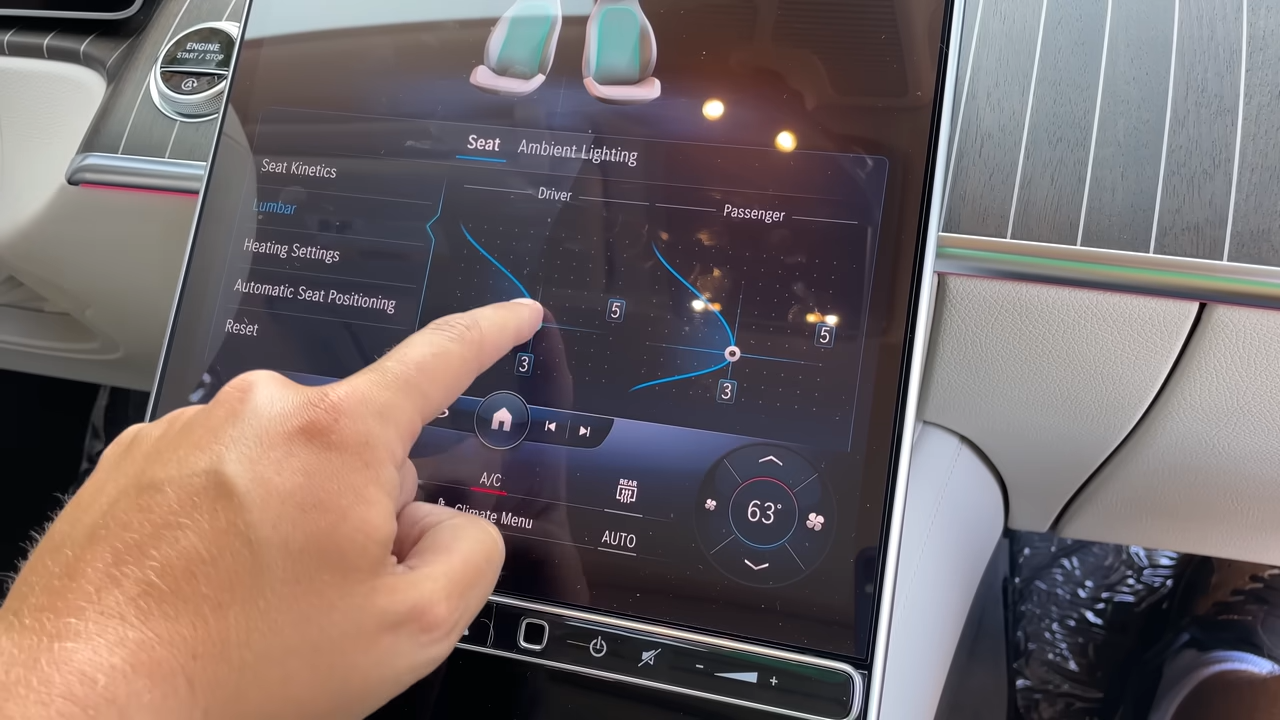 ENGINE
START / STOP
A
Seat
Ambient Lighting
Seat Kinetics
Lumbar
Heating Settings
Automatic Seat Positioning
Reset
Driver
5
3
Passenger
5
3
A/C
Climate Menu
REAR
AUTO
63°
- +